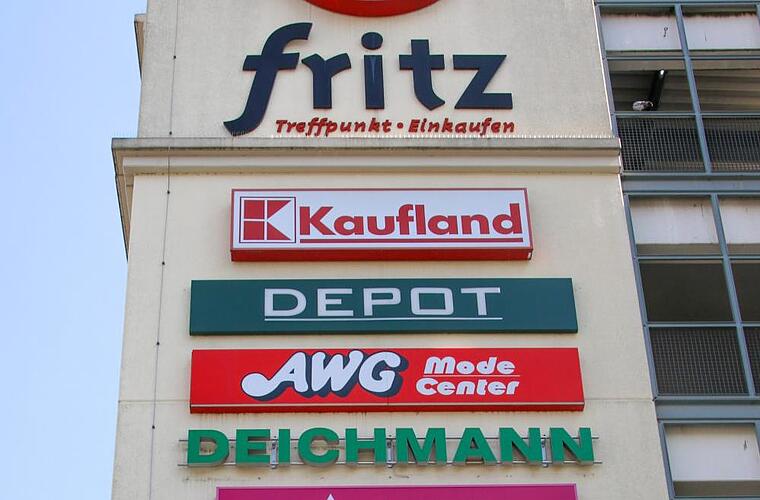 fritz
Treffpunkt • Einkaufen
K Kaufland
DEPOT
AWG Mode
Center
DEICHMANN